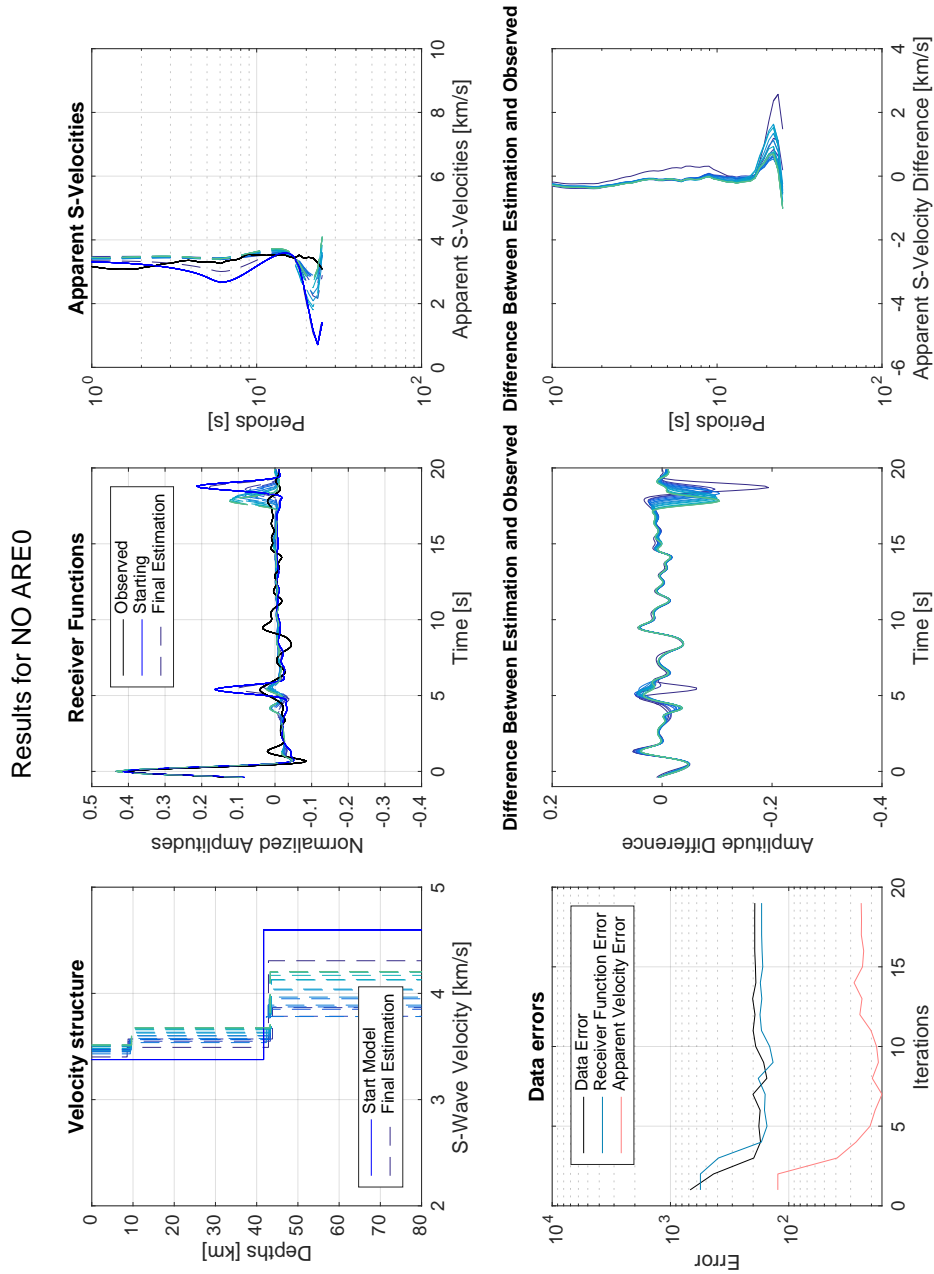 Results for NO ARE0
Velocity structure
0
10
20
30
40
50
60
70
80
Depths [km]
2
3
4
5
S-Wave Velocity [km/s]
Start Model
Final Estimation
Receiver Functions
0.5
0.4
0.3
0.2
0.1
0
-0.1
-0.2
-0.3
-0.4
Normalized Amplitudes
0
5
10
15
20
Time [s]
Observed
Starting
Final Estimation
Apparent S-Velocities
10^0
10^1
10^2
Periods [s]
0
2
4
6
8
10
Apparent S-Velocities [km/s]
Data errors
10^4
10^3
10^2
Error
0
5
10
15
20
Iterations
Data Error
Receiver Function Error
Apparent Velocity Error
Difference Between Estimation and Observed
0.2
0
-0.2
-0.4
Amplitude Difference
0
5
10
15
20
Time [s]
Difference Between Estimation and Observed
10^0
10^1
10^2
Periods [s]
-6
-4
-2
0
2
4
Apparent S-Velocity Difference [km/s]